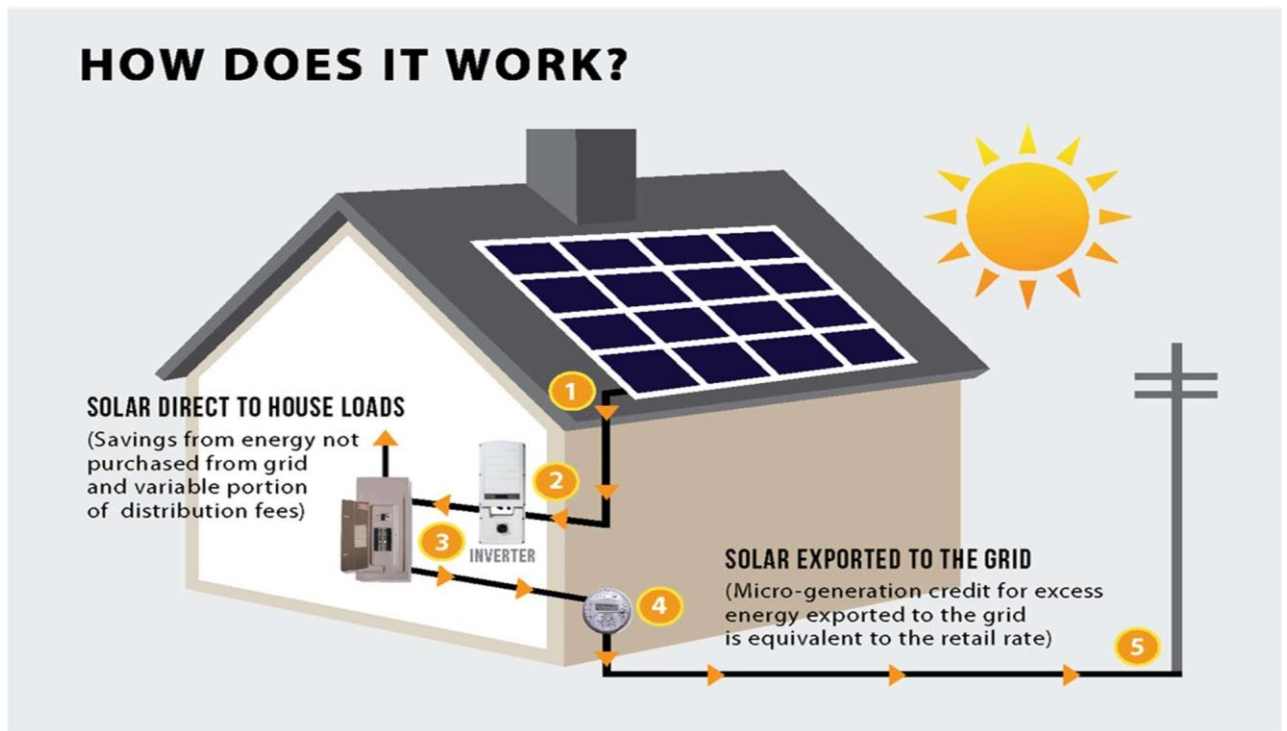 HOW DOES IT WORK?
1
SOLAR DIRECT TO HOUSE LOADS
(Savings from energy not
purchased from grid
and variable portion
of distribution fees)
2
3
INVERTER
4
SOLAR EXPORTED TO THE GRID
(Micro-generation credit for excess
energy exported to the grid
is equivalent to the retail rate)
5